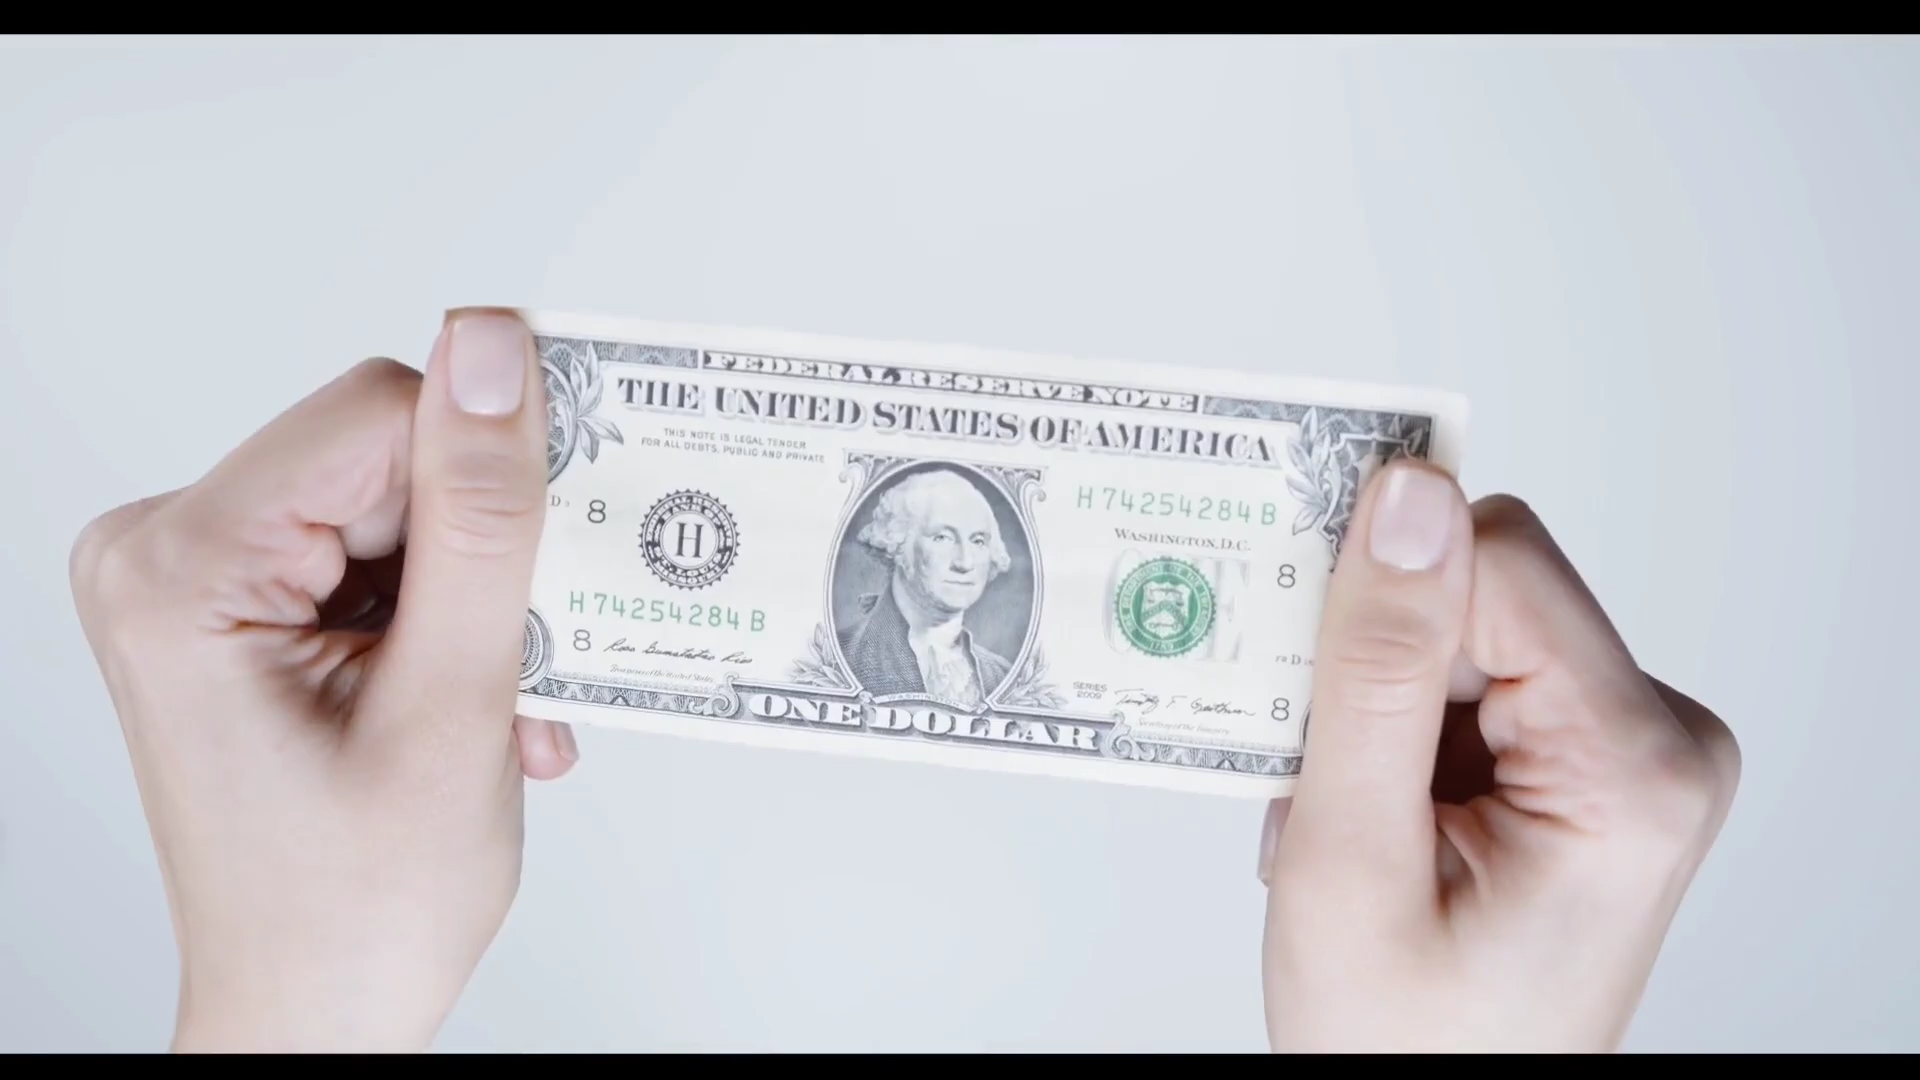 FEDERAL RESERVE NOTE
THE UNITED STATES OF AMERICA
THIS NOTE IS LEGAL TENDER
FOR ALL DEBTS, PUBLIC AND PRIVATE
H 74254284 B
WASHINGTON, D.C.
8
H
8
H 74254284 B
8
SERIES
2009
8
WASHINGTON
ONE DOLLAR